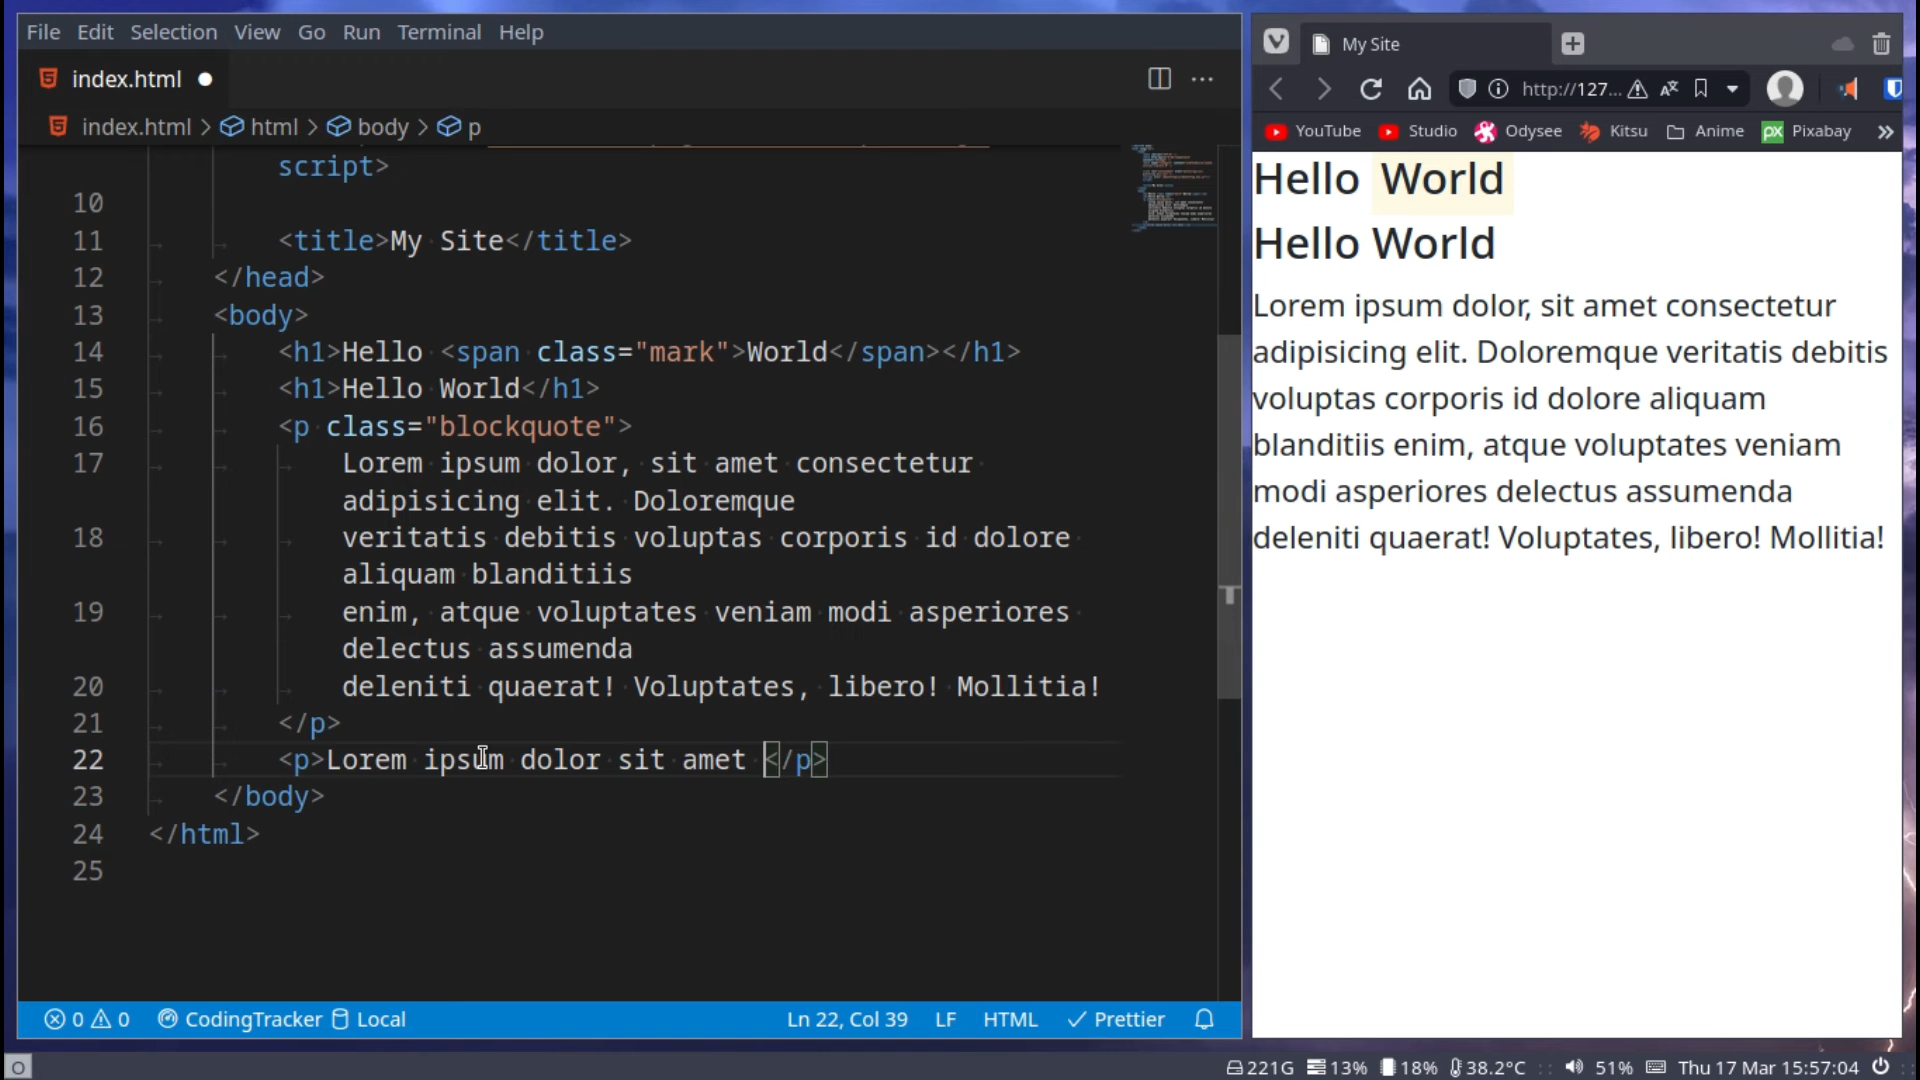 File Edit Selection View Go Run Terminal Help
index.html
index.html > html > body > p
script>
10
11 <title>My Site</title>
12 </head>
13 <body>
14 <h1>Hello <span class="mark">World</span></h1>
15 <h1>Hello World</h1>
16 <p class="blockquote">
17 Lorem ipsum dolor, sit amet consectetur
adipisicing elit. Doloremque
18 veritatis debitis voluptas corporis id dolore
aliquam blanditiis
19 enim, atque voluptates veniam modi asperiores
delectus assumenda
20 deleniti quaerat! Voluptates, libero! Mollitia!
21 </p>
22 <p>Lorem ipsum dolor sit amet </p>
23 </body>
24 </html>
25
0 0 CodingTracker Local Ln 22, Col 39 LF HTML Prettier
My Site
http://127...
YouTube Studio Odysee Kitsu Anime px Pixabay »
Hello World
Hello World
Lorem ipsum dolor, sit amet consectetur
adipisicing elit. Doloremque veritatis debitis
voluptas corporis id dolore aliquam
blanditiis enim, atque voluptates veniam
modi asperiores delectus assumenda
deleniti quaerat! Voluptates, libero! Mollitia!
221G 13% 18% 38.2°C :: 51% Thu 17 Mar 15:57:04